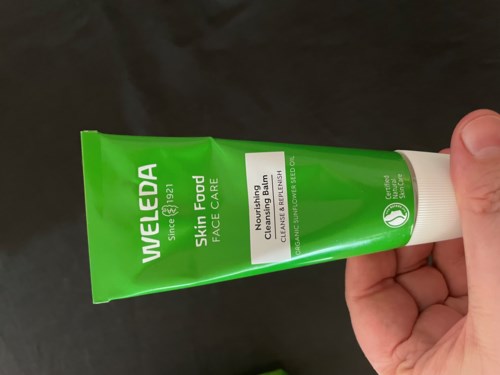 WELEDA
Since 1921
Skin Food
FACE CARE
Nourishing
Cleansing Balm
CLEANSE & REPLENISH
ORGANIC SUNFLOWER SEED OIL
Certified
Natural
Skin Care